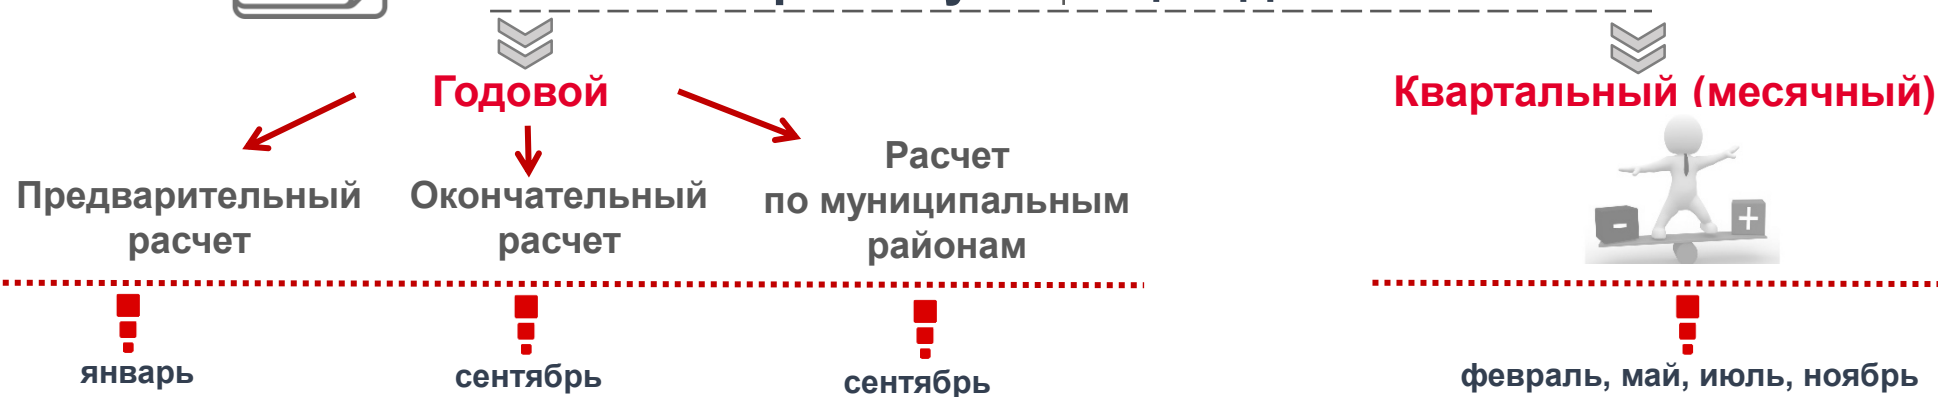 Годовой
Квартальный (месячный)
Предварительный
расчет
Окончательный
расчет
Расчет
по муниципальным
районам
-
+
январь
сентябрь
сентябрь
февраль, май, июль, ноябрь